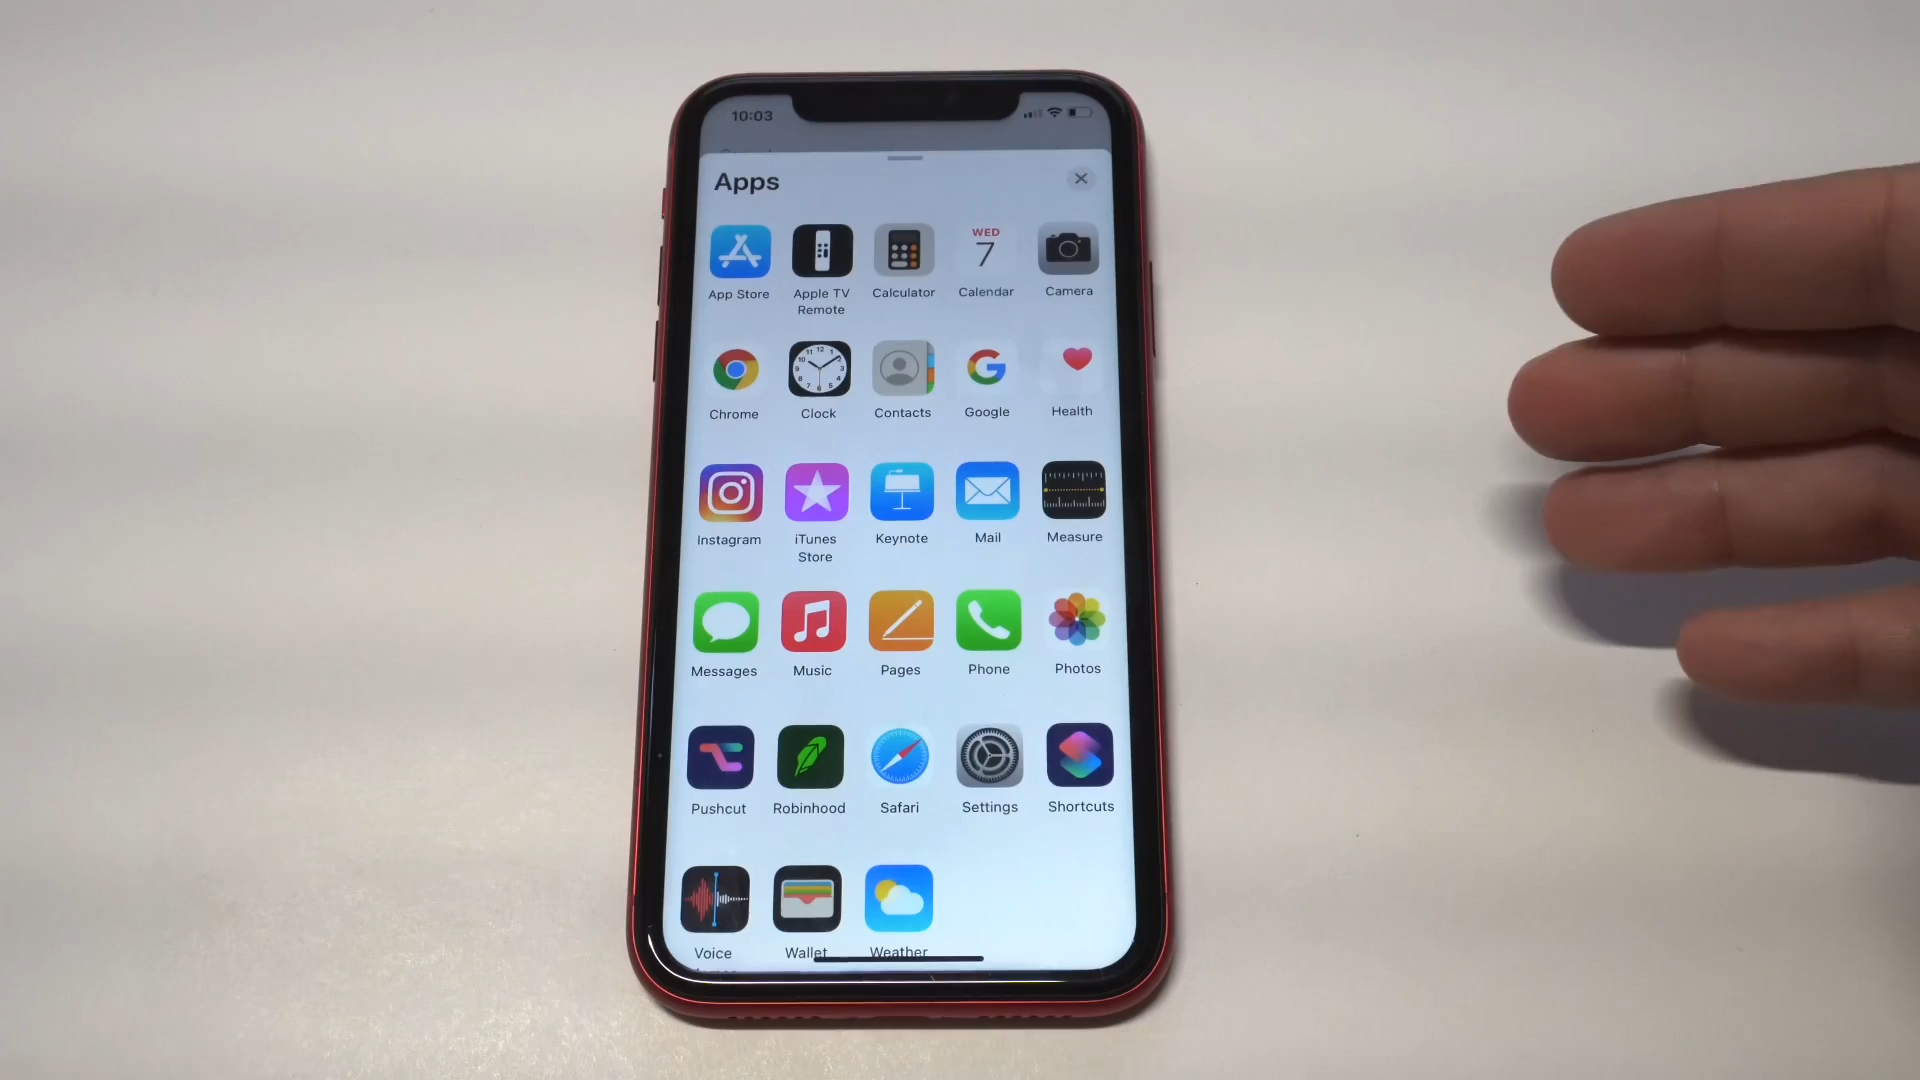 10:03
Apps
App Store
Apple TV
Remote
Calculator
WED
7
Calendar
Camera
Chrome
Clock
Contacts
Google
Health
Instagram
iTunes
Store
Keynote
Mail
Measure
Messages
Music
Pages
Phone
Photos
Pushcut
Robinhood
Safari
Settings
Shortcuts
Voice
Wallet
Weather